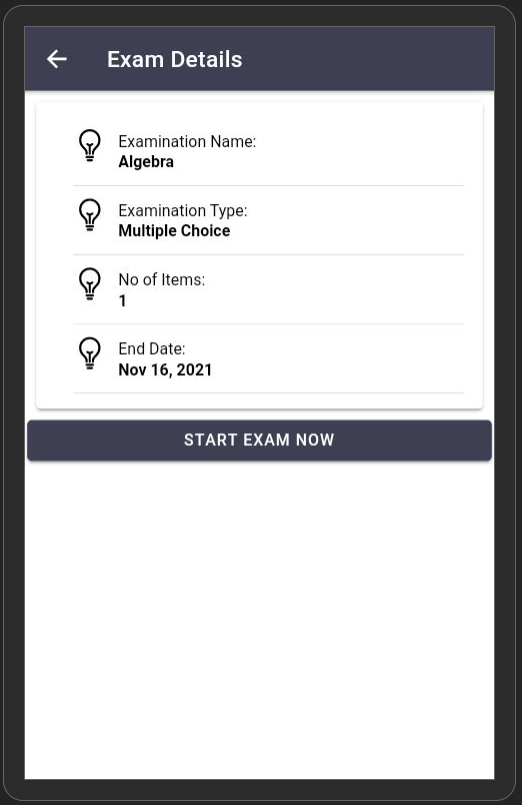 Exam Details
Examination Name:
Algebra
Examination Type:
Multiple Choice
No of Items:
1
End Date:
Nov 16, 2021
START EXAM NOW